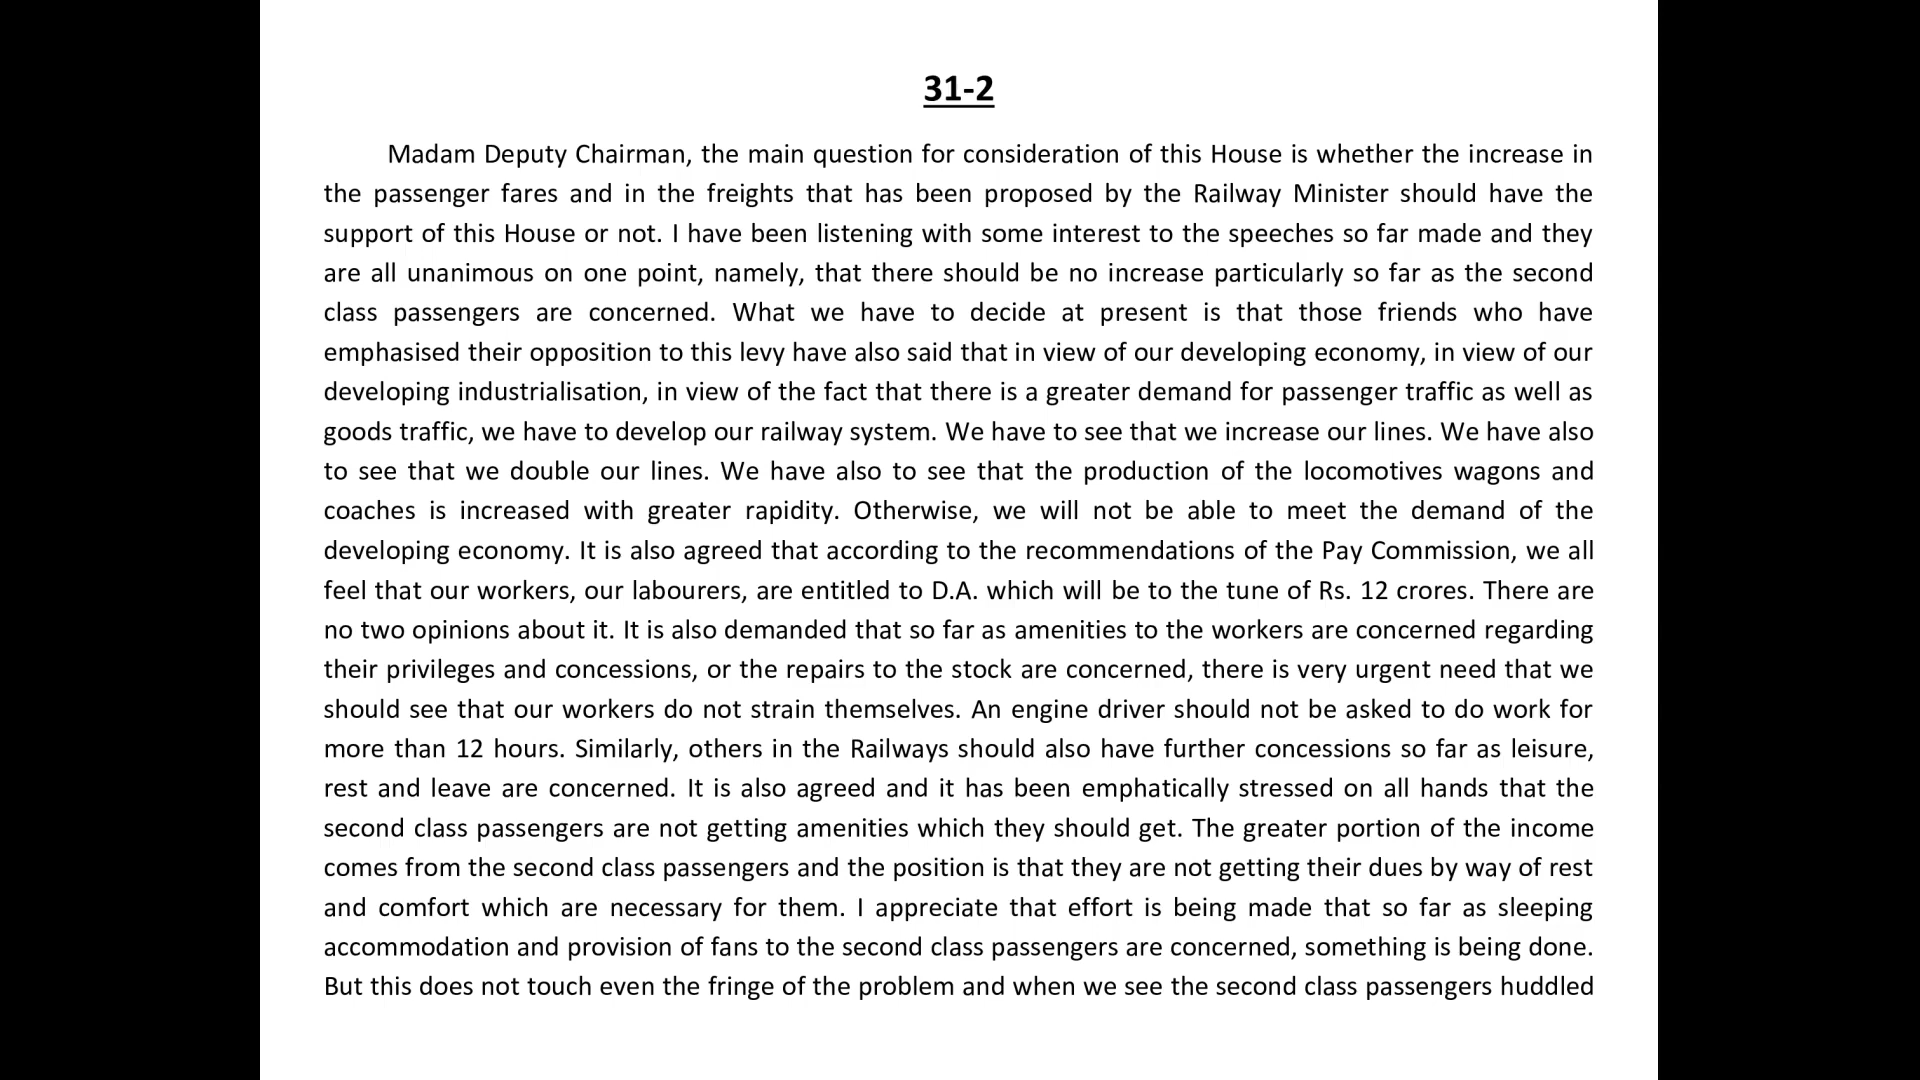 31-2
Madam Deputy Chairman, the main question for consideration of this House is whether the increase in
the passenger fares and in the freights that has been proposed by the Railway Minister should have the
support of this House or not. I have been listening with some interest to the speeches so far made and they
are all unanimous on one point, namely, that there should be no increase particularly so far as the second
class passengers are concerned. What we have to decide at present is that those friends who have
emphasised their opposition to this levy have also said that in view of our developing economy, in view of our
developing industrialisation, in view of the fact that there is a greater demand for passenger traffic as well as
goods traffic, we have to develop our railway system. We have to see that we increase our lines. We have also
to see that we double our lines. We have also to see that the production of the locomotives wagons and
coaches is increased with greater rapidity. Otherwise, we will not be able to meet the demand of the
developing economy. It is also agreed that according to the recommendations of the Pay Commission, we all
feel that our workers, our labourers, are entitled to D.A. which will be to the tune of Rs. 12 crores. There are
no two opinions about it. It is also demanded that so far as amenities to the workers are concerned regarding
their privileges and concessions, or the repairs to the stock are concerned, there is very urgent need that we
should see that our workers do not strain themselves. An engine driver should not be asked to do work for
more than 12 hours. Similarly, others in the Railways should also have further concessions so far as leisure,
rest and leave are concerned. It is also agreed and it has been emphatically stressed on all hands that the
second class passengers are not getting amenities which they should get. The greater portion of the income
comes from the second class passengers and the position is that they are not getting their dues by way of rest
and comfort which are necessary for them. I appreciate that effort is being made that so far as sleeping
accommodation and provision of fans to the second class passengers are concerned, something is being done.
But this does not touch even the fringe of the problem and when we see the second class passengers huddled